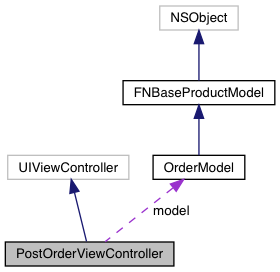 NSObject
FNBaseProductModel
UIViewController
OrderModel
model
PostOrderViewController